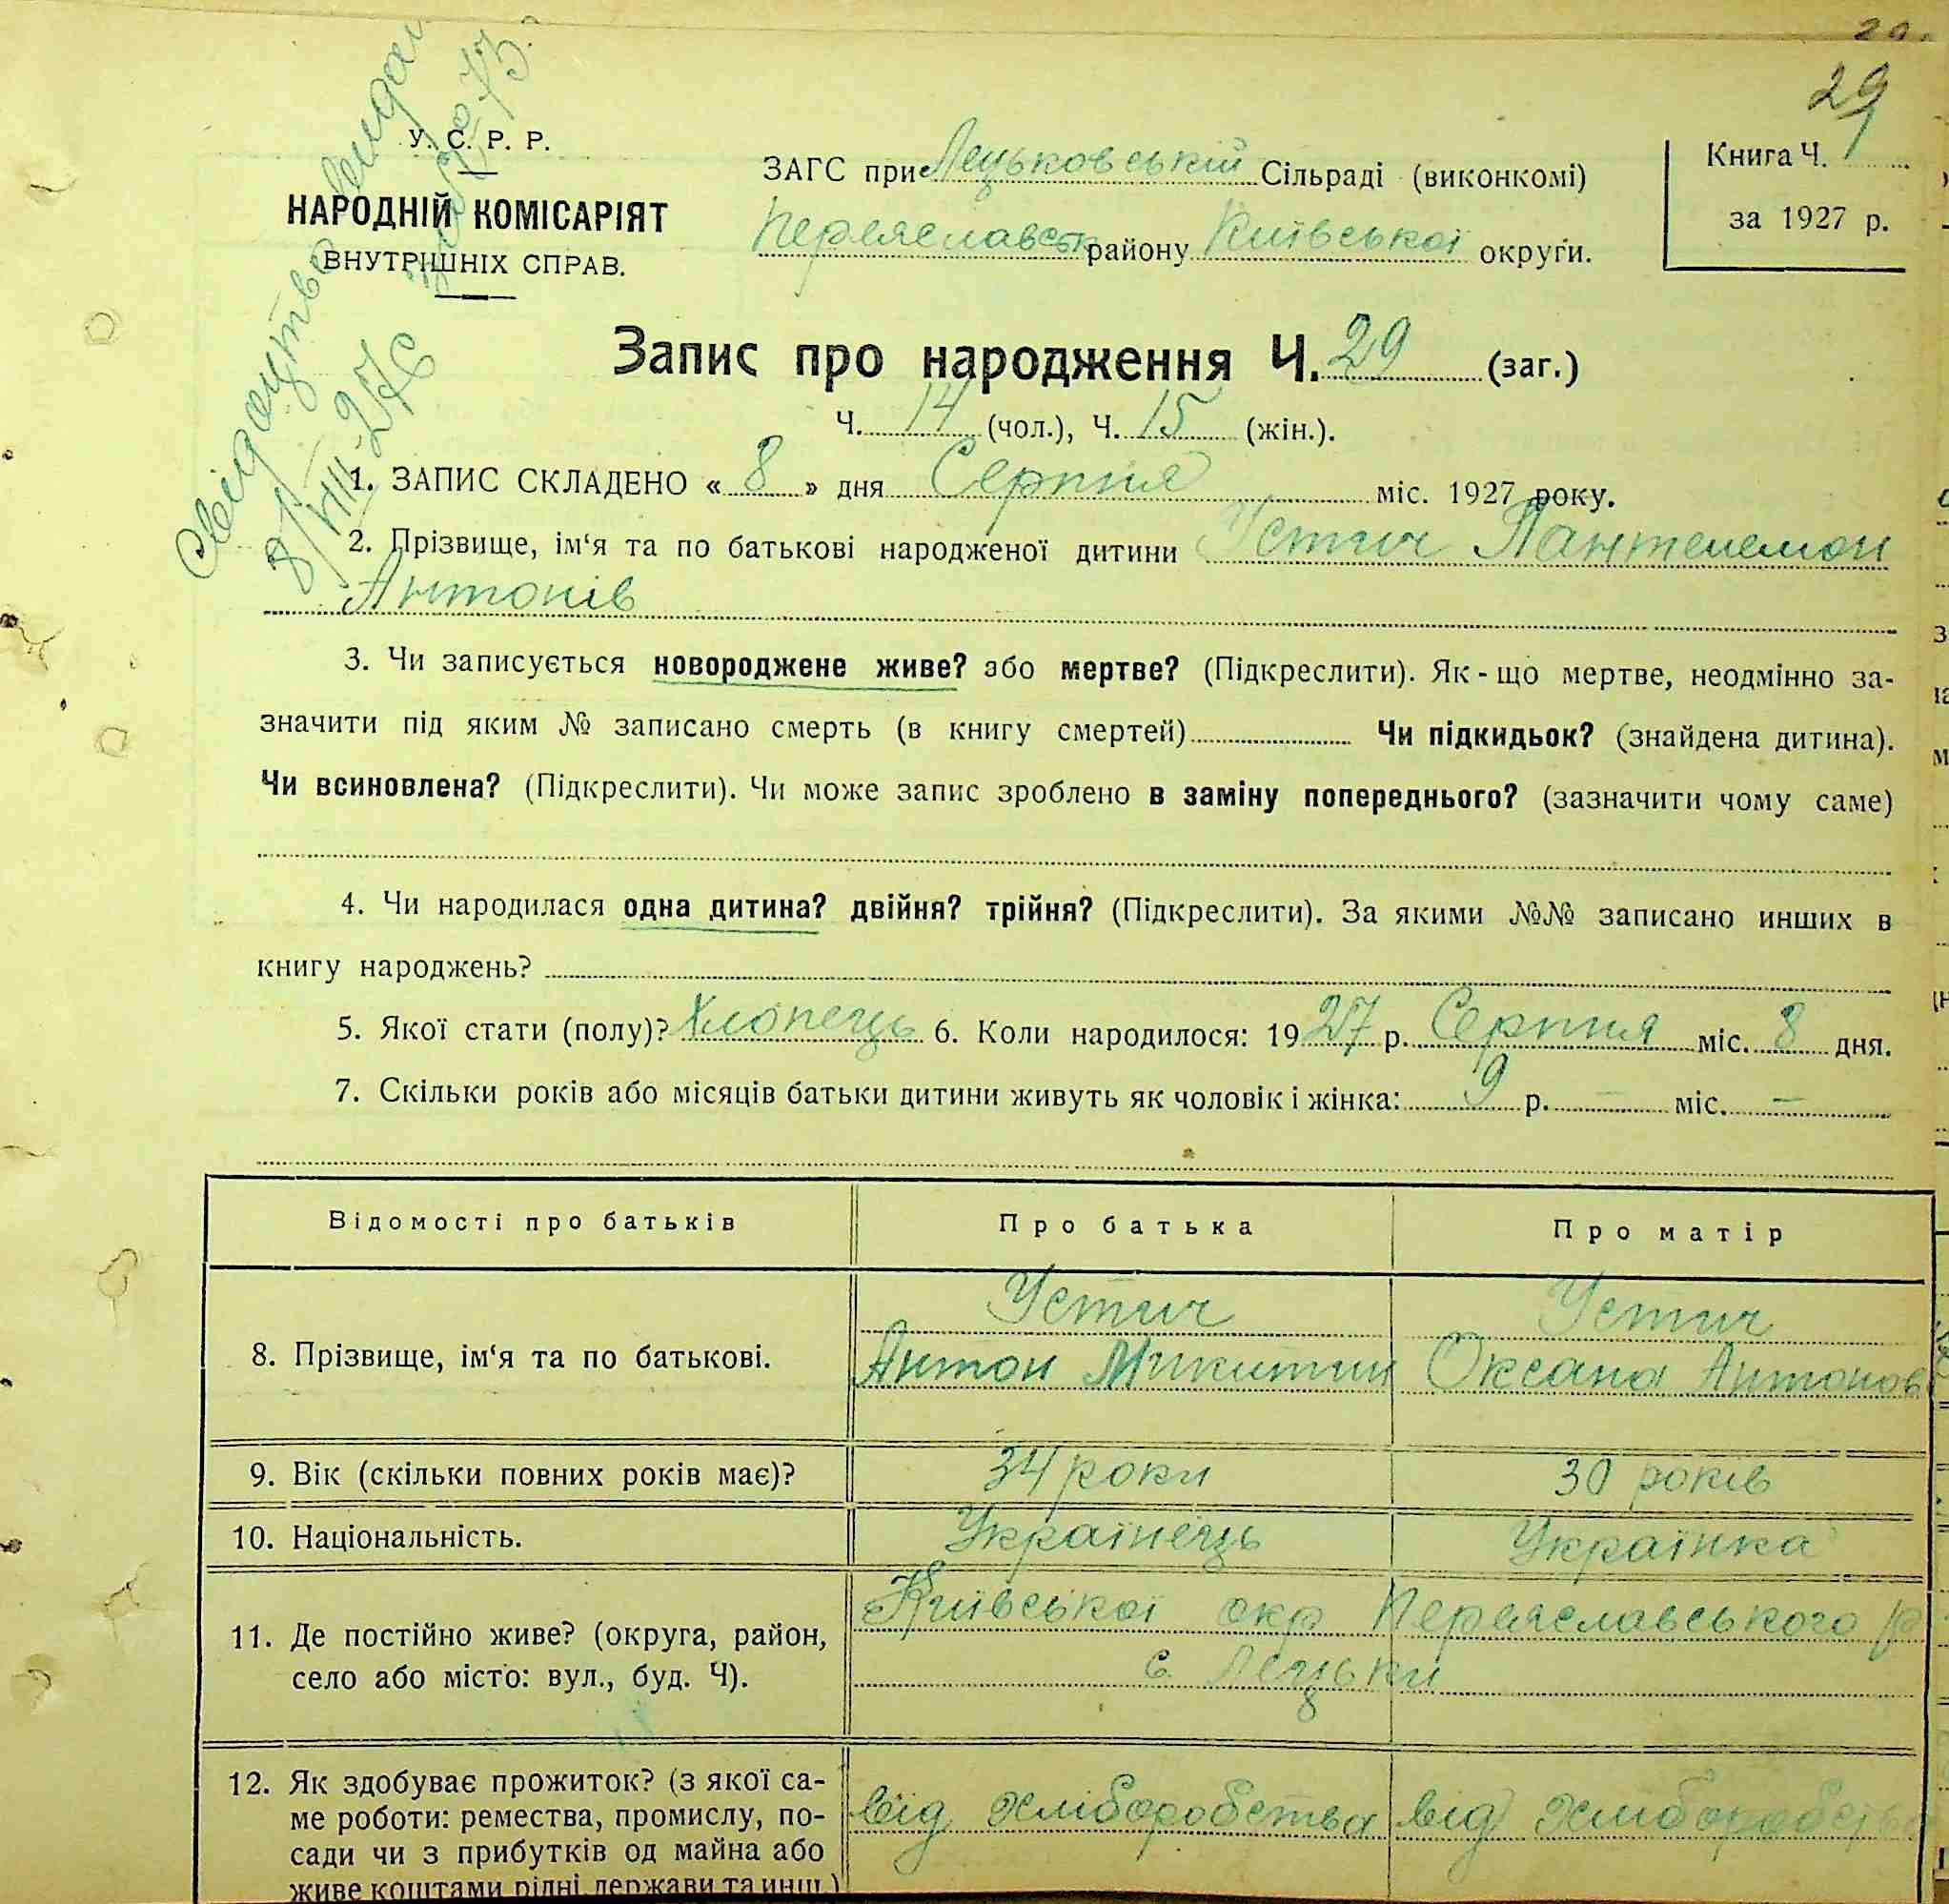 29
У. С. Р. Р.
НАРОДНІЙ КОМІСАРІЯТ
ВНУТРІШНІХ СПРАВ.
ЗАГС при Лецьковській Сільраді (виконкомі)
Переяславськ району Київської округи.
Книга Ч. 1
за 1927 р.
Свідоцтво видан
8/VIII-27 С
Запис про народження Ч. 29 (заг.)
Ч. 14 (чол.), Ч. 15 (жін.).
1. ЗАПИС СКЛАДЕНО « 8 » дня Серпня міс. 1927 року.
2. Прізвище, ім‘я та по батькові народженої дитини Устич Пантелемон
Антонів
3. Чи записується новороджене живе? або мертве? (Підкреслити). Як-що мертве, неодмінно за-
значити під яким № записано смерть (в книгу смертей) Чи підкидьок? (знайдена дитина).
Чи всиновлена? (Підкреслити). Чи може запис зроблено в заміну попереднього? (зазначити чому саме)
4. Чи народилася одна дитина? двійня? трійня? (Підкреслити). За якими №№ записано инших в
книгу народжень?
5. Якої стати (полу)? Хлопець 6. Коли народилося: 1927 р. Серпня міс. 8 дня.
7. Скільки років або місяців батьки дитини живуть як чоловік і жінка: 9 р. — міс. —
Відомості про батьків Про батька Про матір
Устич Устич
8. Прізвище, ім‘я та по батькові. Антон Микитин Оксана Антонов
9. Вік (скільки повних років має)? 34 роки 30 років
10. Національність. Українець Українка
Київської окр Переяславського р
11. Де постійно живе? (округа, район,
село або місто: вул., буд. Ч). с. Лецьки
12. Як здобуває прожиток? (з якої са-
ме роботи: ремества, промислу, по- від хліборобства від хліборобства
сади чи з прибутків од майна або
живе коштами рідні, держави та инш.)